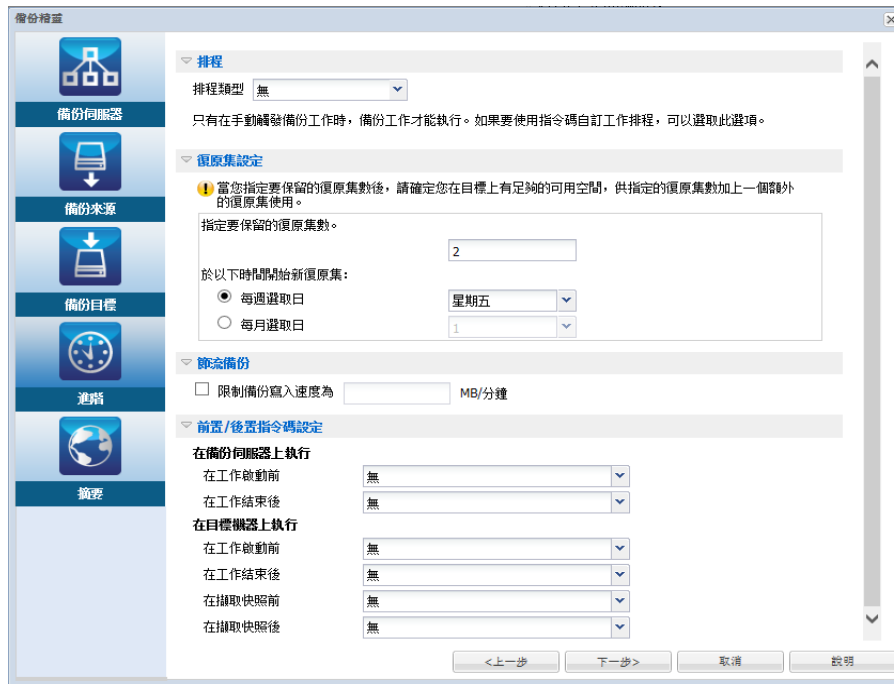 備份精靈
備份伺服器
備份來源
備份目標
進階
摘要
排程
排程類型 無
只有在手動觸發備份工作時，備份工作才能執行。如果要使用指令碼自訂工作排程，可以選取此選項。
復原集設定
當您指定要保留的復原集數後，請確定您在目標上有足夠的可用空間，供指定的復原集數加上一個額外
的復原集使用。
指定要保留的復原集數。
2
於以下時間開始新復原集：
每週選取日 星期五
每月選取日 1
節流備份
限制備份寫入速度為 MB/分鐘
前置/後置指令碼設定
在備份伺服器上執行
在工作啟動前 無
在工作結束後 無
在目標機器上執行
在工作啟動前 無
在工作結束後 無
在擷取快照前 無
在擷取快照後 無
<上一步 下一步> 取消 說明